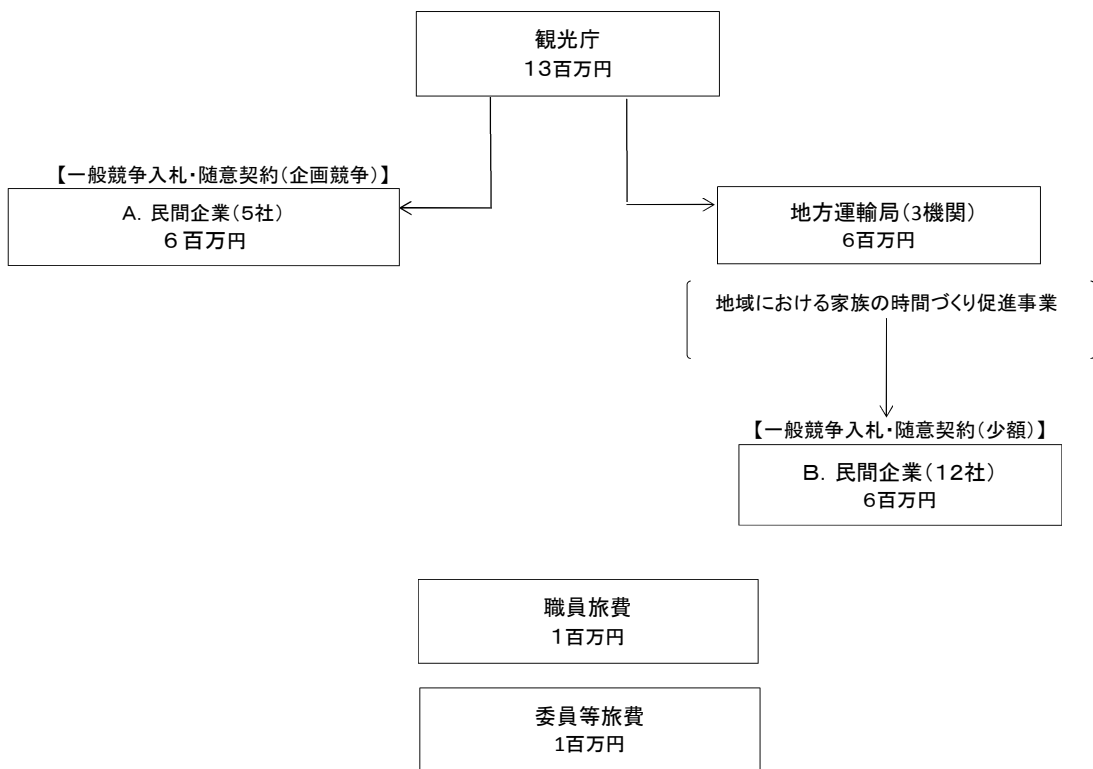 観光庁
13百万円
【一般競争入札・随意契約(企画競争)】
A. 民間企業(5社)
6百万円
地方運輸局(3機関)
6百万円
地域における家族の時間づくり促進事業
【一般競争入札・随意契約(少額)】
B. 民間企業(12社)
6百万円
職員旅費
1百万円
委員等旅費
1百万円